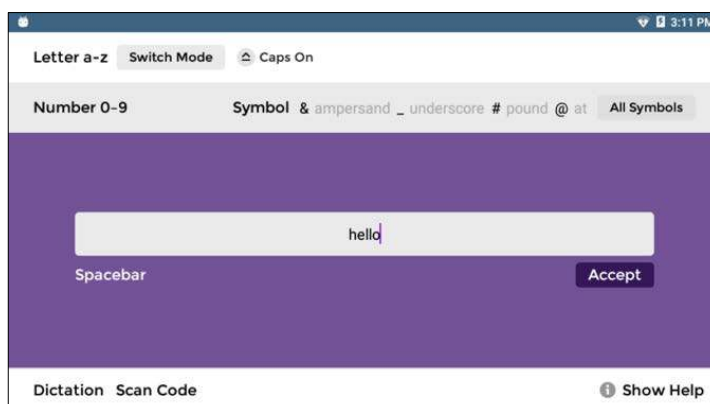 3:11 PM
Letter a-z Switch Mode Caps On
Number 0-9 Symbol & ampersand _ underscore # pound @ at All Symbols
hello
Spacebar Accept
Dictation Scan Code Show Help